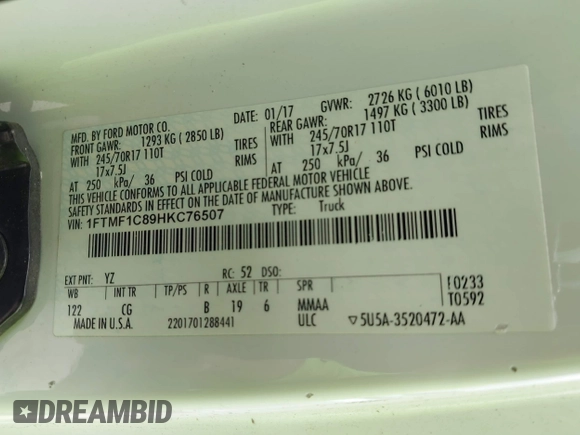 MFD. BY FORD MOTOR CO.
DATE: 01/17 GVWR: 2726 KG ( 6010 LB)
FRONT GAWR: 1293 KG ( 2850 LB) REAR GAWR: 1497 KG ( 3300 LB)
WITH 245/70R17 110T TIRES WITH 245/70R17 110T TIRES
17x7.5J RIMS 17x7.5J RIMS
AT 250 kPa/ 36 PSI COLD AT 250 kPa/ 36 PSI COLD
THIS VEHICLE CONFORMS TO ALL APPLICABLE FEDERAL MOTOR VEHICLE
SAFETY STANDARDS IN EFFECT ON THE DATE OF MANUFACTURE SHOWN ABOVE.
VIN: 1FTMF1C89HKC76507 TYPE: Truck
EXT PNT: YZ RC: 52 DSO:
WB INT TR TP/PS R AXLE TR SPR F0233
122 CG B 19 6 MMAA T0592
MADE IN U.S.A. 2201701288441 ULC ▽5U5A-3520472-AA
DREAMBID